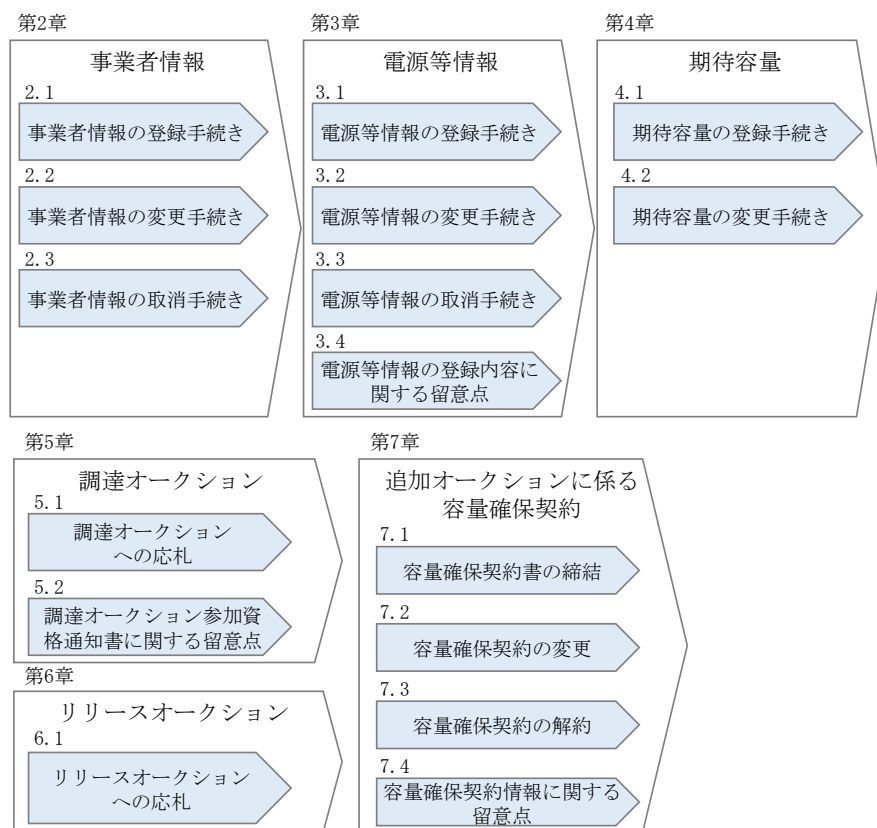 第2章
事業者情報
2.1
事業者情報の登録手続き
2.2
事業者情報の変更手続き
2.3
事業者情報の取消手続き
第3章
電源等情報
3.1
電源等情報の登録手続き
3.2
電源等情報の変更手続き
3.3
電源等情報の取消手続き
3.4
電源等情報の登録内容に
関する留意点
第4章
期待容量
4.1
期待容量の登録手続き
4.2
期待容量の変更手続き
第5章
調達オークション
5.1
調達オークション
への応札
5.2
調達オークション参加資
格通知書に関する留意点
第6章
リリースオークション
6.1
リリースオークション
への応札
第7章
追加オークションに係る
容量確保契約
7.1
容量確保契約書の締結
7.2
容量確保契約の変更
7.3
容量確保契約の解約
7.4
容量確保契約情報に関する
留意点